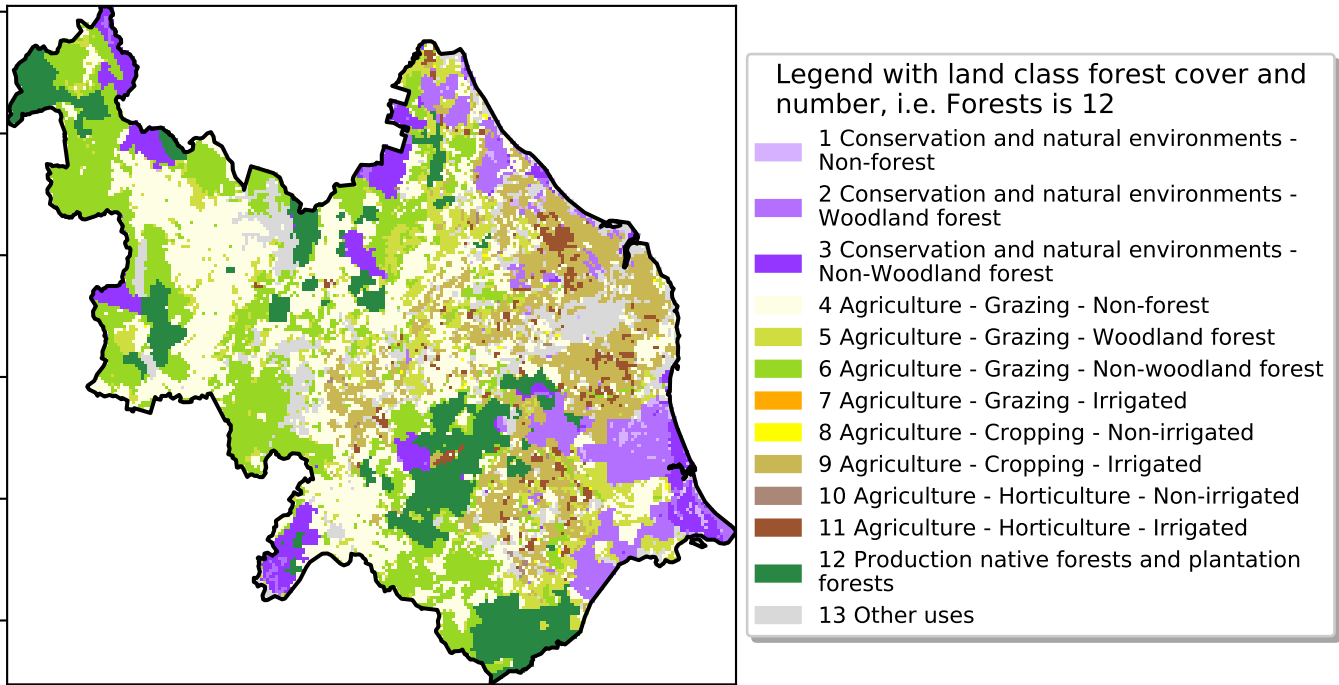 Legend with land class forest cover and
number, i.e. Forests is 12
1 Conservation and natural environments -
Non-forest
2 Conservation and natural environments -
Woodland forest
3 Conservation and natural environments -
Non-Woodland forest
4 Agriculture - Grazing - Non-forest
5 Agriculture - Grazing - Woodland forest
6 Agriculture - Grazing - Non-woodland forest
7 Agriculture - Grazing - Irrigated
8 Agriculture - Cropping - Non-irrigated
9 Agriculture - Cropping - Irrigated
10 Agriculture - Horticulture - Non-irrigated
11 Agriculture - Horticulture - Irrigated
12 Production native forests and plantation
forests
13 Other uses